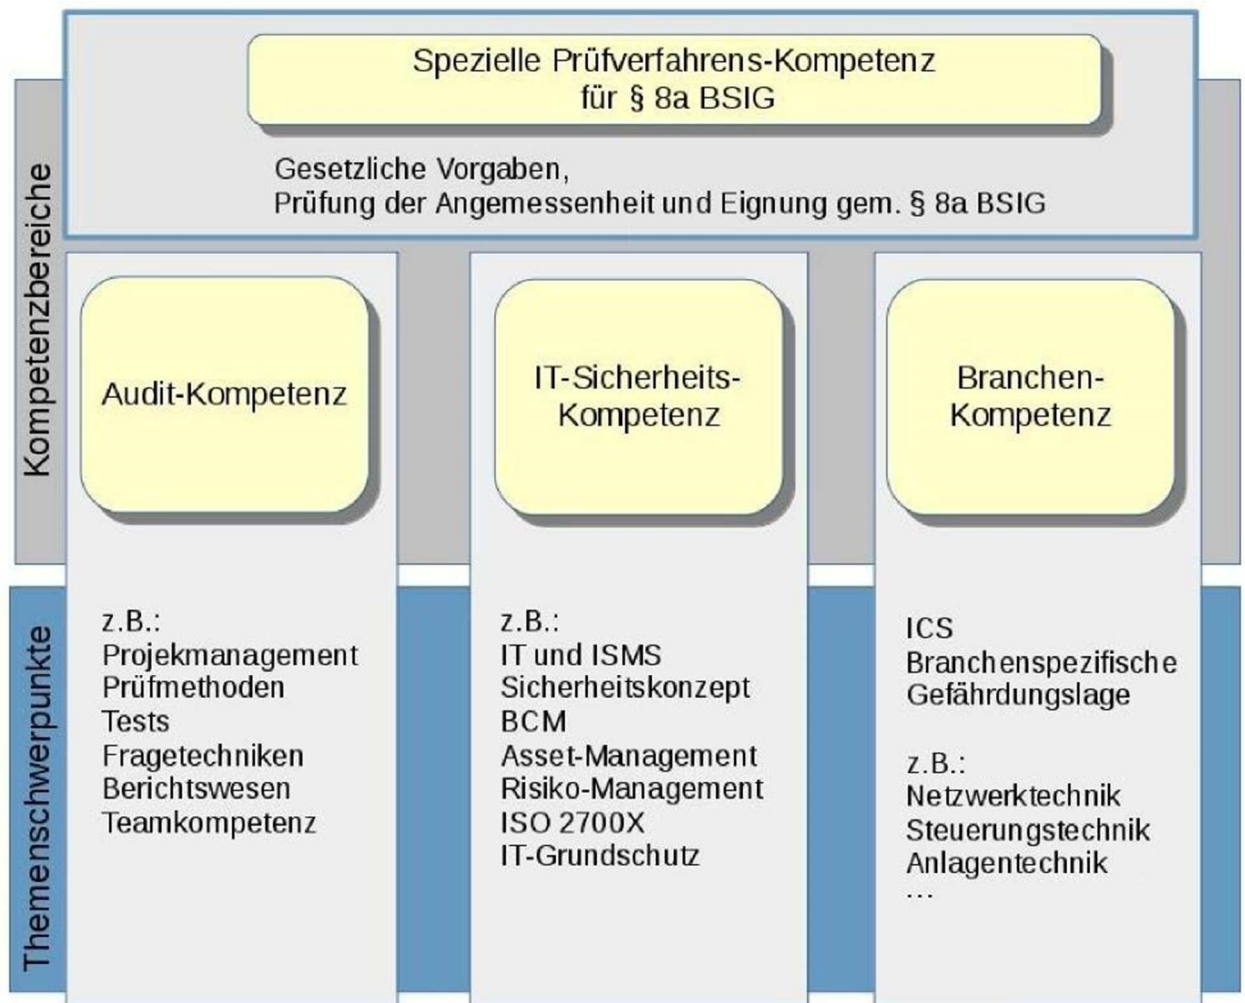 Spezielle Prüfverfahrens-Kompetenz
für § 8a BSIG
Gesetzliche Vorgaben,
Prüfung der Angemessenheit und Eignung gem. § 8a BSIG
Kompetenzbereiche
Audit-Kompetenz
IT-Sicherheits-
Kompetenz
Branchen-
Kompetenz
Themenschwerpunkte
z.B.:
Projekmanagement
Prüfmethoden
Tests
Fragetechniken
Berichtswesen
Teamkompetenz
z.B.:
IT und ISMS
Sicherheitskonzept
BCM
Asset-Management
Risiko-Management
ISO 2700X
IT-Grundschutz
ICS
Branchenspezifische
Gefährdungslage
z.B.:
Netzwerktechnik
Steuerungstechnik
Anlagentechnik
...